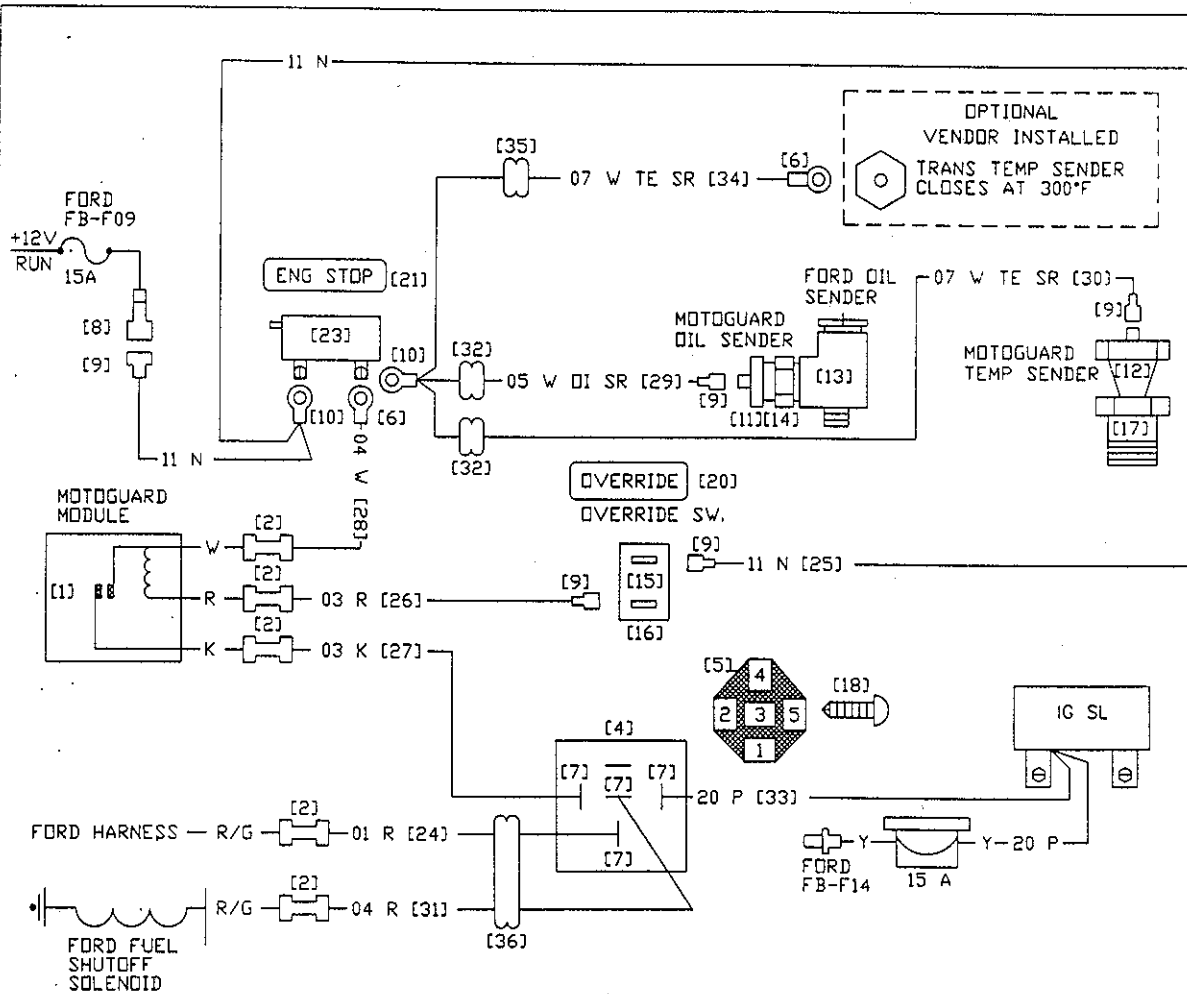 11 N
OPTIONAL
VENDOR INSTALLED
TRANS TEMP SENDER
CLOSES AT 300°F
[35]
07 W TE SR [34]
[6]
FORD
FB-F09
+12V
RUN
15A
ENG STOP [21]
FORD OIL
SENDER
07 W TE SR [30]
[8]
[9]
[23]
[10]
[32]
MOTOGUARD
OIL SENDER
[9]
MOTOGUARD
TEMP SENDER
[12]
05 W OI SR [29]
[9]
[13]
[11][14]
[17]
[10]
[6]
[32]
11 N
04 W [28]
OVERRIDE [20]
OVERRIDE SW.
MOTOGUARD
MODULE
[1]
W
[2]
R
[2]
03 R [26]
[9]
[15]
[16]
[9]
11 N [25]
K
[2]
03 K [27]
[5]
4
2 3 5
1
[18]
IG SL
[4]
[7]
[7]
[7]
[7]
20 P [33]
FORD HARNESS
R/G
[2]
01 R [24]
FORD
FB-F14
Y
15 A
Y
20 P
R/G
[2]
04 R [31]
[36]
FORD FUEL
SHUTOFF
SOLENOID